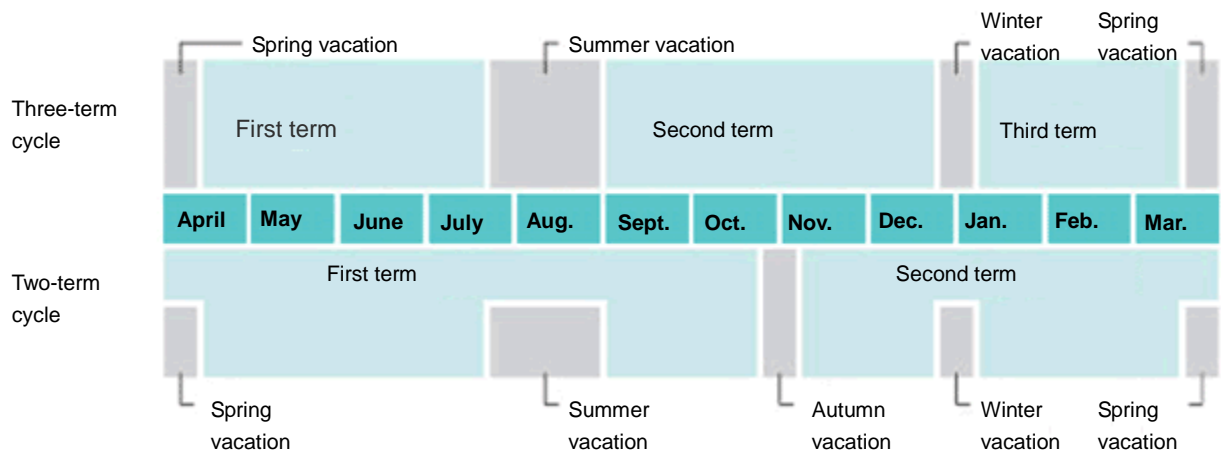 Spring vacation
Summer vacation
Winter
vacation
Spring
vacation
Three-term
cycle
First term
Second term
Third term
April May June July Aug. Sept. Oct. Nov. Dec. Jan. Feb. Mar.
Two-term
cycle
First term
Second term
Spring
vacation
Summer
vacation
Autumn
vacation
Winter
vacation
Spring
vacation